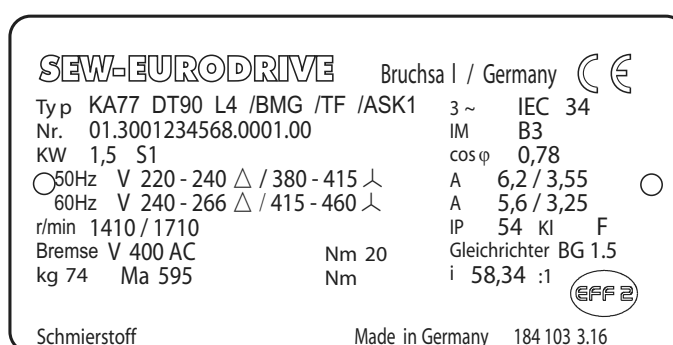 SEW-EURODRIVE Bruchsa l / Germany CE
Typ KA77 DT90 L4 /BMG /TF /ASK1 3 ~ IEC 34
Nr. 01.3001234568.0001.00 IM B3
KW 1,5 S1 cos φ 0,78
50Hz V 220 - 240 △ / 380 - 415 ⅄ A 6,2 / 3,55
60Hz V 240 - 266 △ / 415 - 460 ⅄ A 5,6 / 3,25
r/min 1410 / 1710 IP 54 Kl F
Bremse V 400 AC Nm 20 Gleichrichter BG 1.5
kg 74 Ma 595 Nm i 58,34 :1
EFF 2
Schmierstoff Made in Germany 184 103 3.16